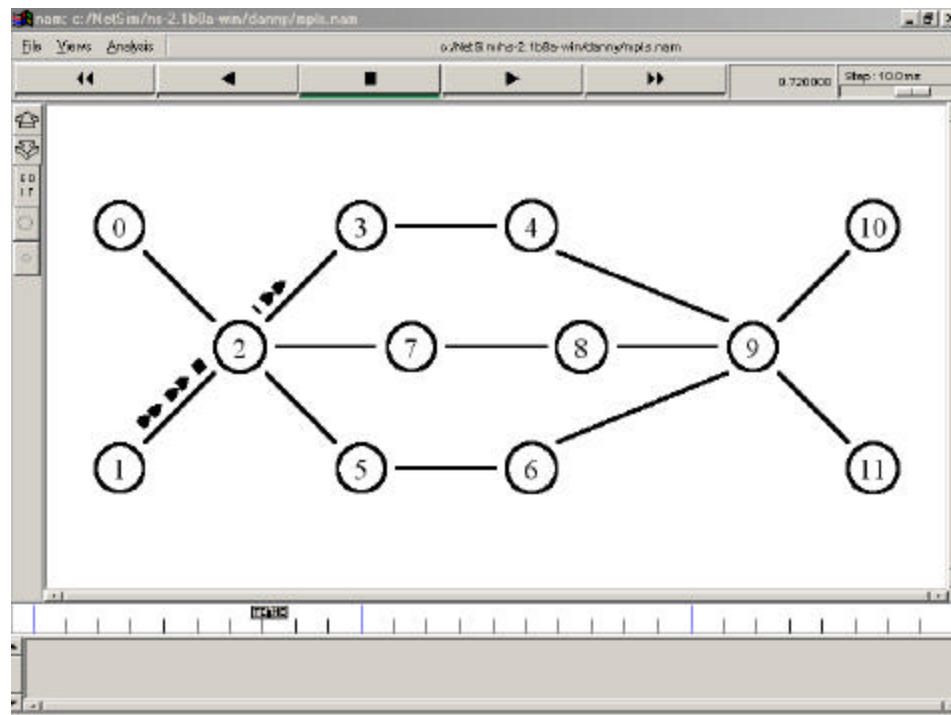 nam: c:/NetSim/ns-2.1b8a-win/danny/mpls.nam
File Views Analysis c:/NetSim/ns-2.1b8a-win/danny/mpls.nam
0.720000 Step: 10.0ms
0 3 4 10
2 7 8 9
1 5 6 11